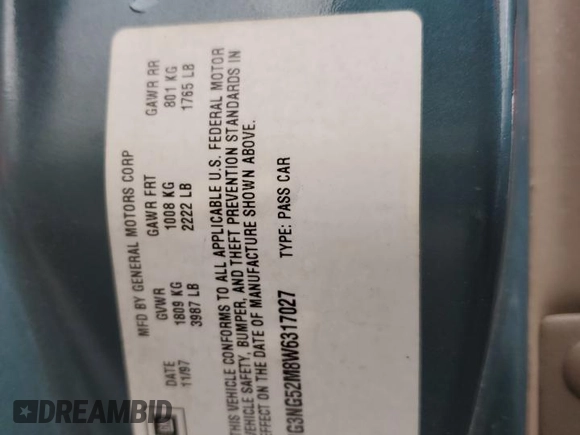 MFD BY GENERAL MOTORS CORP
DATE GVWR GAWR FRT GAWR RR
11/97 1809 KG 1008 KG 801 KG
3987 LB 2222 LB 1765 LB
THIS VEHICLE CONFORMS TO ALL APPLICABLE U.S. FEDERAL MOTOR
VEHICLE SAFETY, BUMPER, AND THEFT PREVENTION STANDARDS IN
EFFECT ON THE DATE OF MANUFACTURE SHOWN ABOVE.
G3NG52M8W6317027 TYPE: PASS CAR
DREAMBID